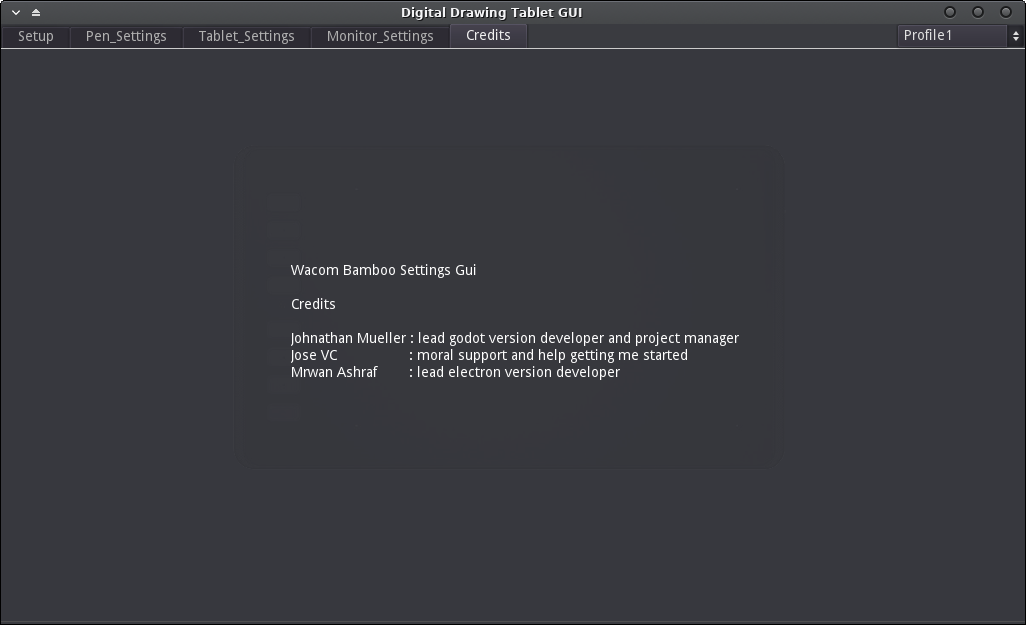 Digital Drawing Tablet GUI
Setup Pen_Settings Tablet_Settings Monitor_Settings Credits Profile1
Wacom Bamboo Settings Gui
Credits
Johnathan Mueller : lead godot version developer and project manager
Jose VC : moral support and help getting me started
Mrwan Ashraf : lead electron version developer